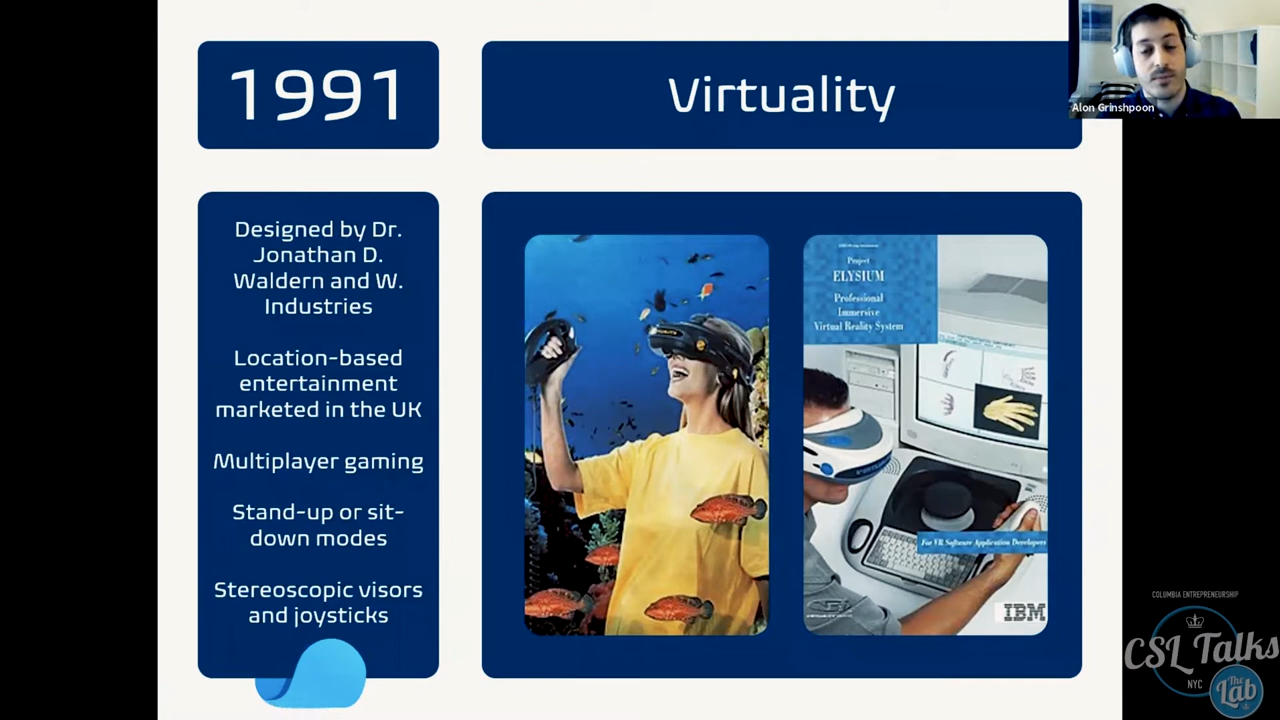 1991
Virtuality
Alon Grinshpoon
Designed by Dr.
Jonathan D.
Waldern and W.
Industries
Location-based
entertainment
marketed in the UK
Multiplayer gaming
Stand-up or sit-
down modes
Stereoscopic visors
and joysticks
Project
ELYSIUM
Professional
Immersive
Virtual Reality System
For VR Software Application Developers
IBM
COLUMBIA ENTREPRENEURSHIP
CSL Talks
NYC
The
Lab